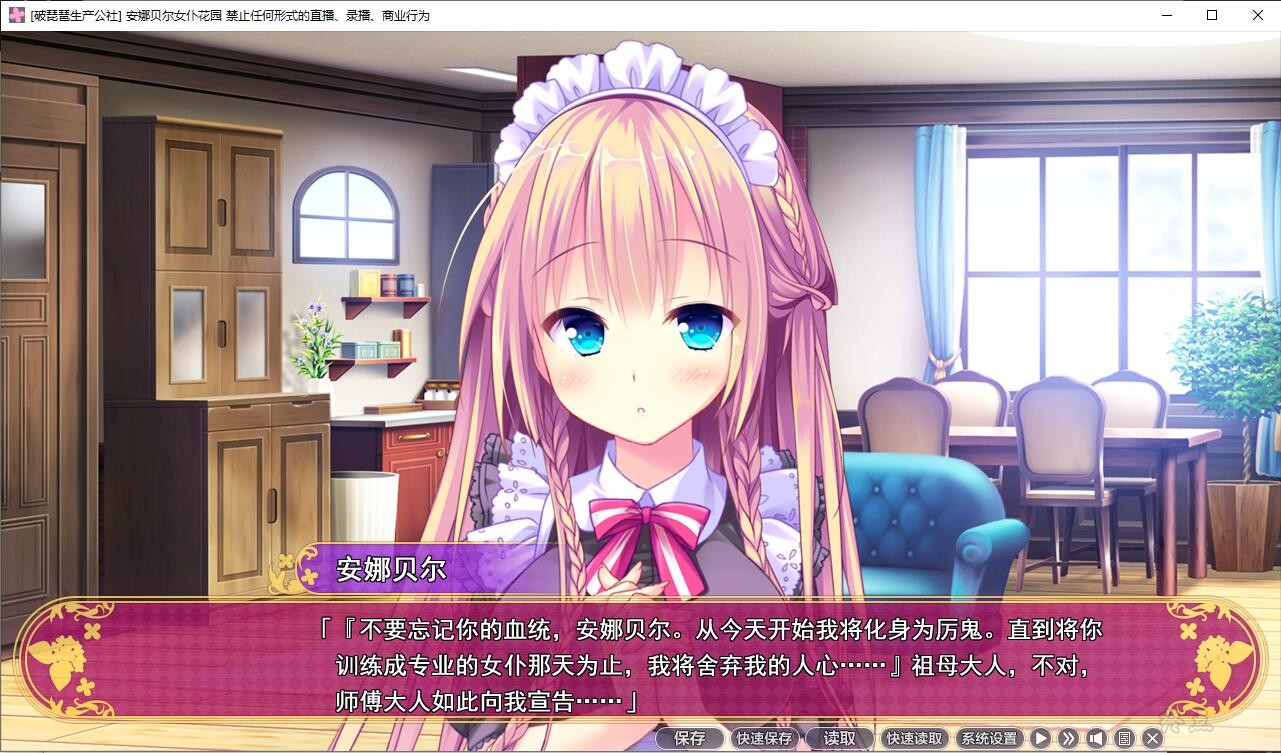 [破琵琶生产公社] 安娜贝尔女仆花园 禁止任何形式的直播、录播、商业行为
安娜贝尔
「『不要忘记你的血统，安娜贝尔。从今天开始我将化身为厉鬼。直到将你
训练成专业的女仆那天为止，我将舍弃我的人心……』祖母大人，不对，
师傅大人如此向我宣告……」
保存 快速保存 读取 快速读取 系统设置